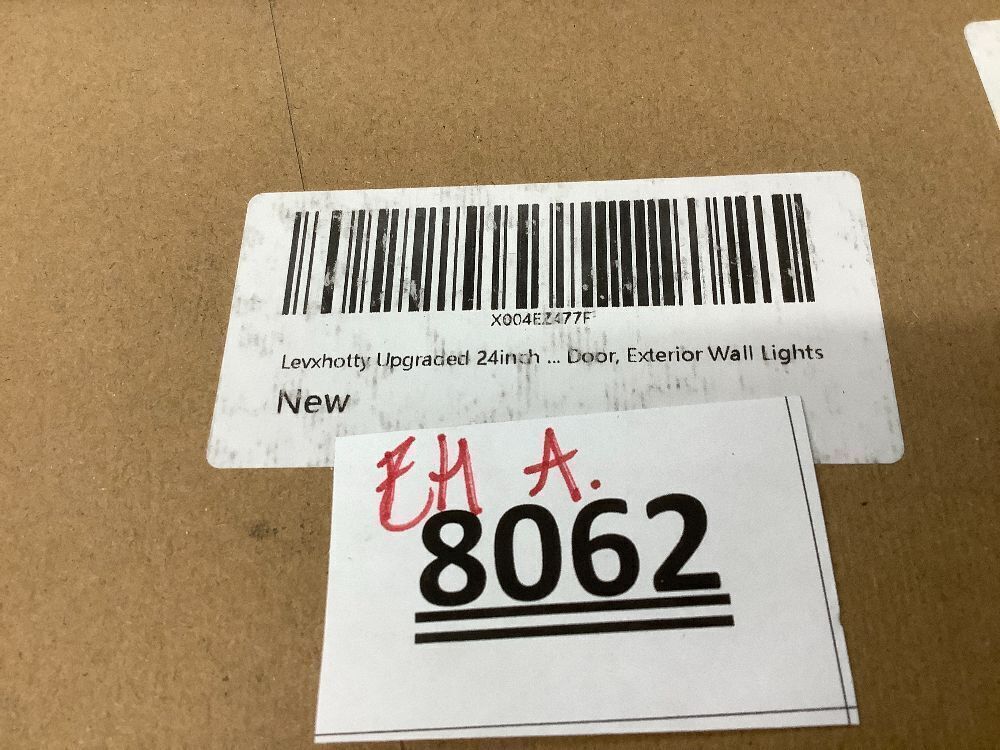 X004EZ477F
Levxhotty Upgraded 24inch ... Door, Exterior Wall Lights
New
EH A.
8062